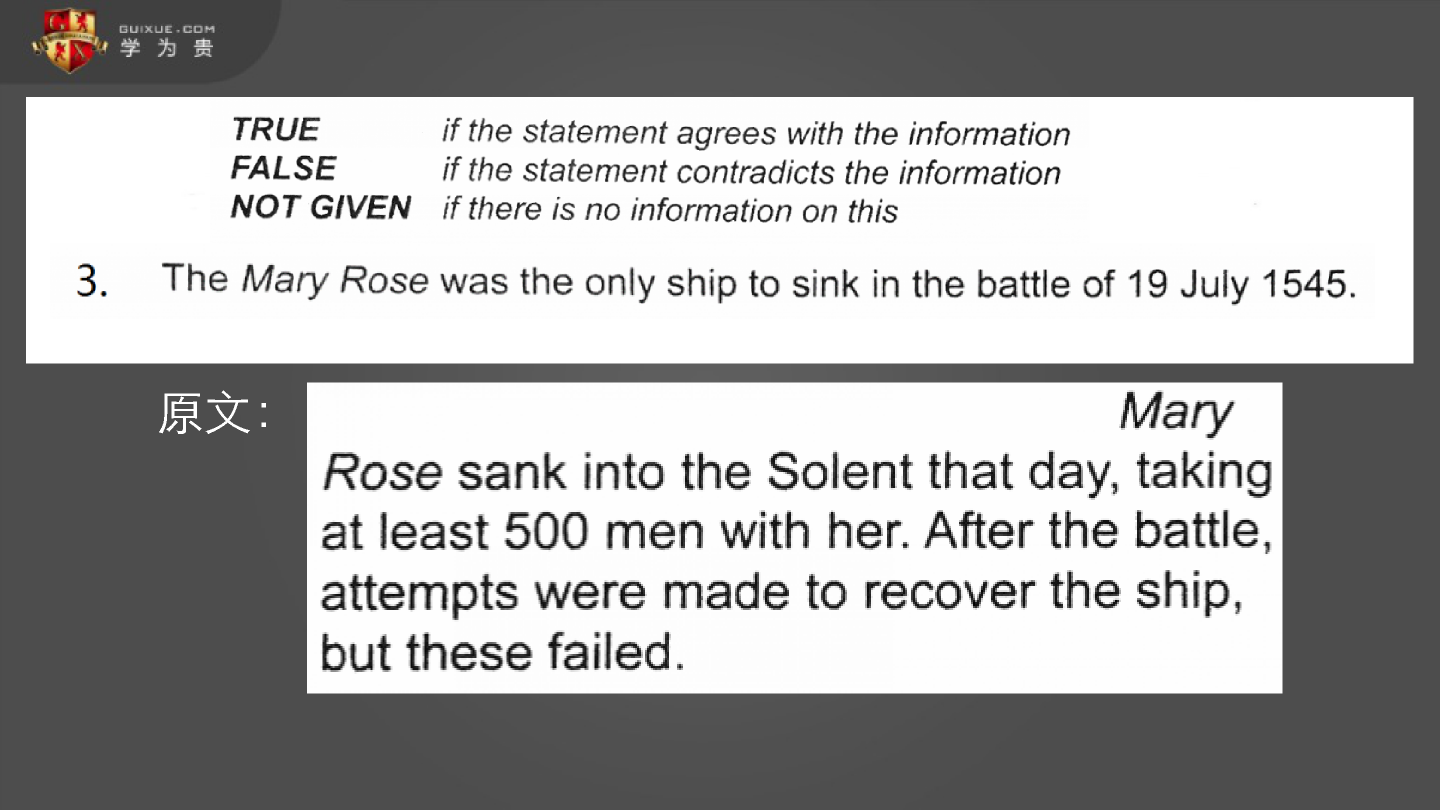 GUIXUE.COM
学为贵
TRUE if the statement agrees with the information
FALSE if the statement contradicts the information
NOT GIVEN if there is no information on this
3. The Mary Rose was the only ship to sink in the battle of 19 July 1545.
原文：
Mary
Rose sank into the Solent that day, taking
at least 500 men with her. After the battle,
attempts were made to recover the ship,
but these failed.